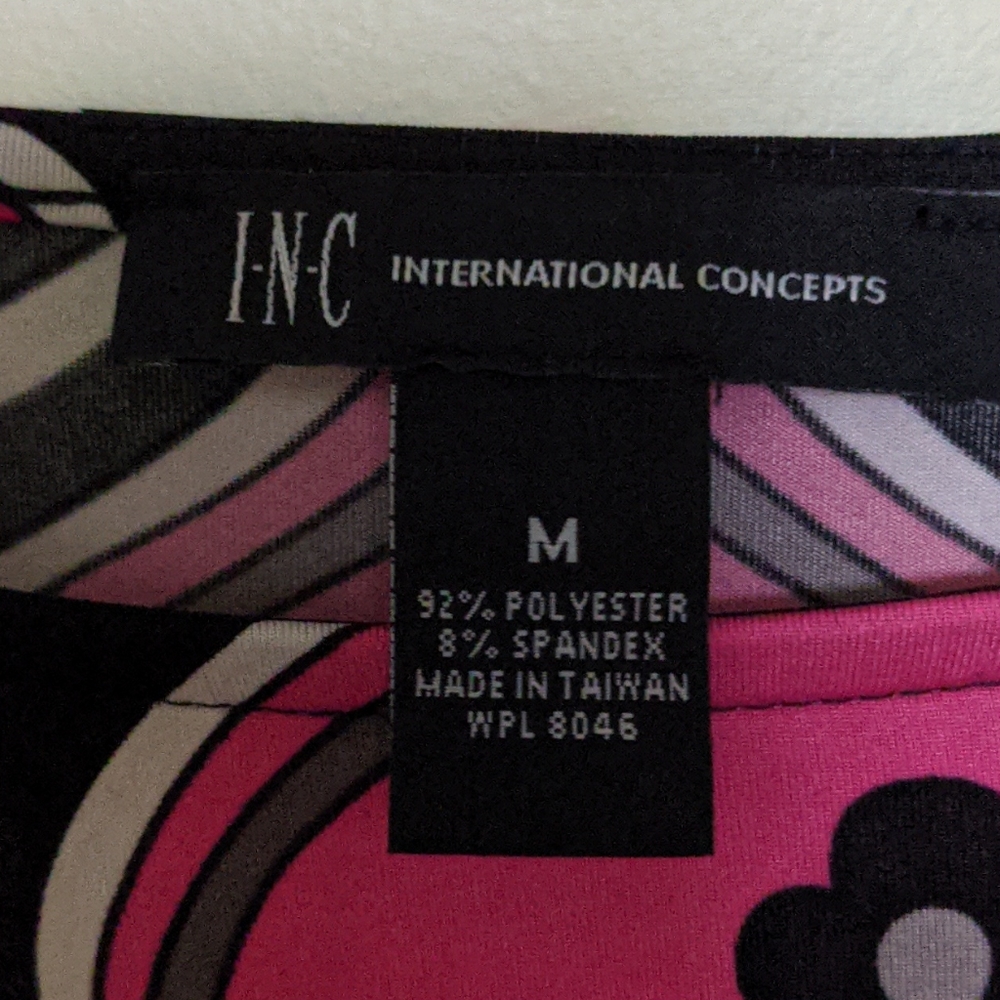 I-N-C INTERNATIONAL CONCEPTS
M
92% POLYESTER
8% SPANDEX
MADE IN TAIWAN
WPL 8046